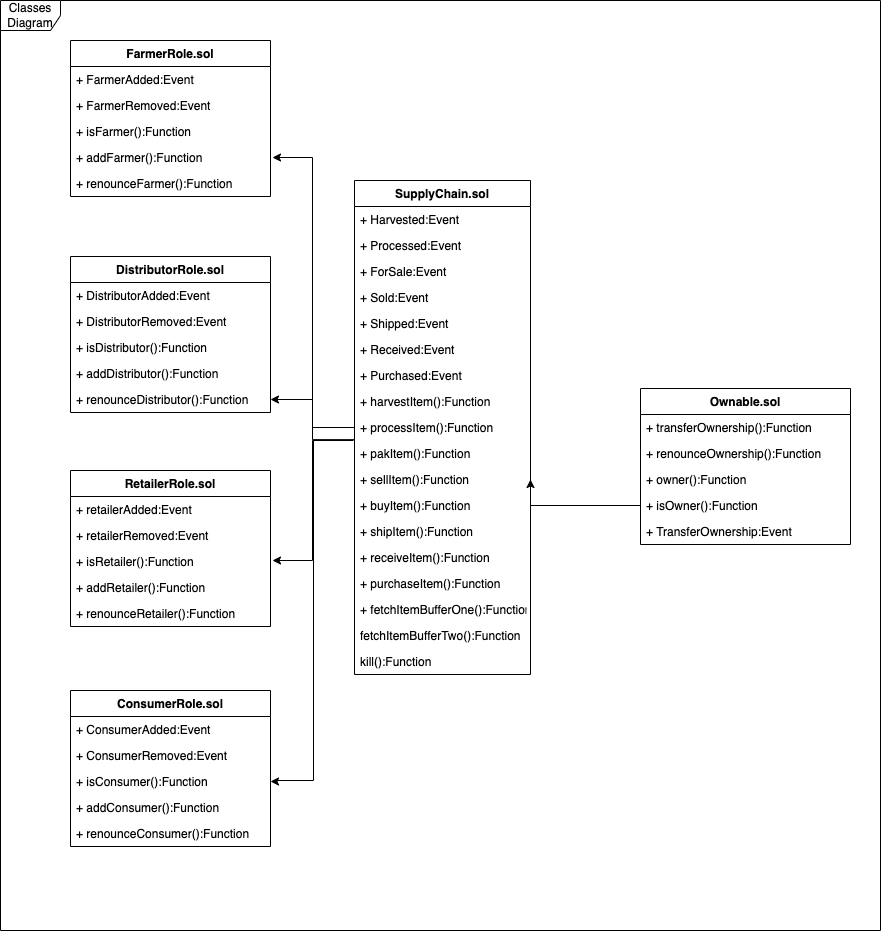 Classes
Diagram
FarmerRole.sol
+ FarmerAdded:Event
+ FarmerRemoved:Event
+ isFarmer():Function
+ addFarmer():Function
+ renounceFarmer():Function
DistributorRole.sol
+ DistributorAdded:Event
+ DistributorRemoved:Event
+ isDistributor():Function
+ addDistributor():Function
+ renounceDistributor():Function
RetailerRole.sol
+ retailerAdded:Event
+ retailerRemoved:Event
+ isRetailer():Function
+ addRetailer():Function
+ renounceRetailer():Function
ConsumerRole.sol
+ ConsumerAdded:Event
+ ConsumerRemoved:Event
+ isConsumer():Function
+ addConsumer():Function
+ renounceConsumer():Function
SupplyChain.sol
+ Harvested:Event
+ Processed:Event
+ ForSale:Event
+ Sold:Event
+ Shipped:Event
+ Received:Event
+ Purchased:Event
+ harvestItem():Function
+ processItem():Function
+ pakItem():Function
+ sellItem():Function
+ buyItem():Function
+ shipItem():Function
+ receiveItem():Function
+ purchaseItem():Function
+ fetchItemBufferOne():Function
fetchItemBufferTwo():Function
kill():Function
Ownable.sol
+ transferOwnership():Function
+ renounceOwnership():Function
+ owner():Function
+ isOwner():Function
+ TransferOwnership:Event